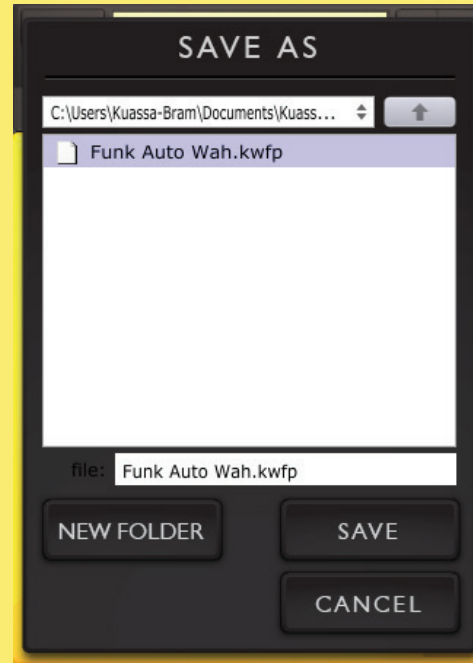 SAVE AS
C:\Users\Kuassa-Bram\Documents\Kuass...
Funk Auto Wah.kwfp
file: Funk Auto Wah.kwfp
NEW FOLDER SAVE
CANCEL